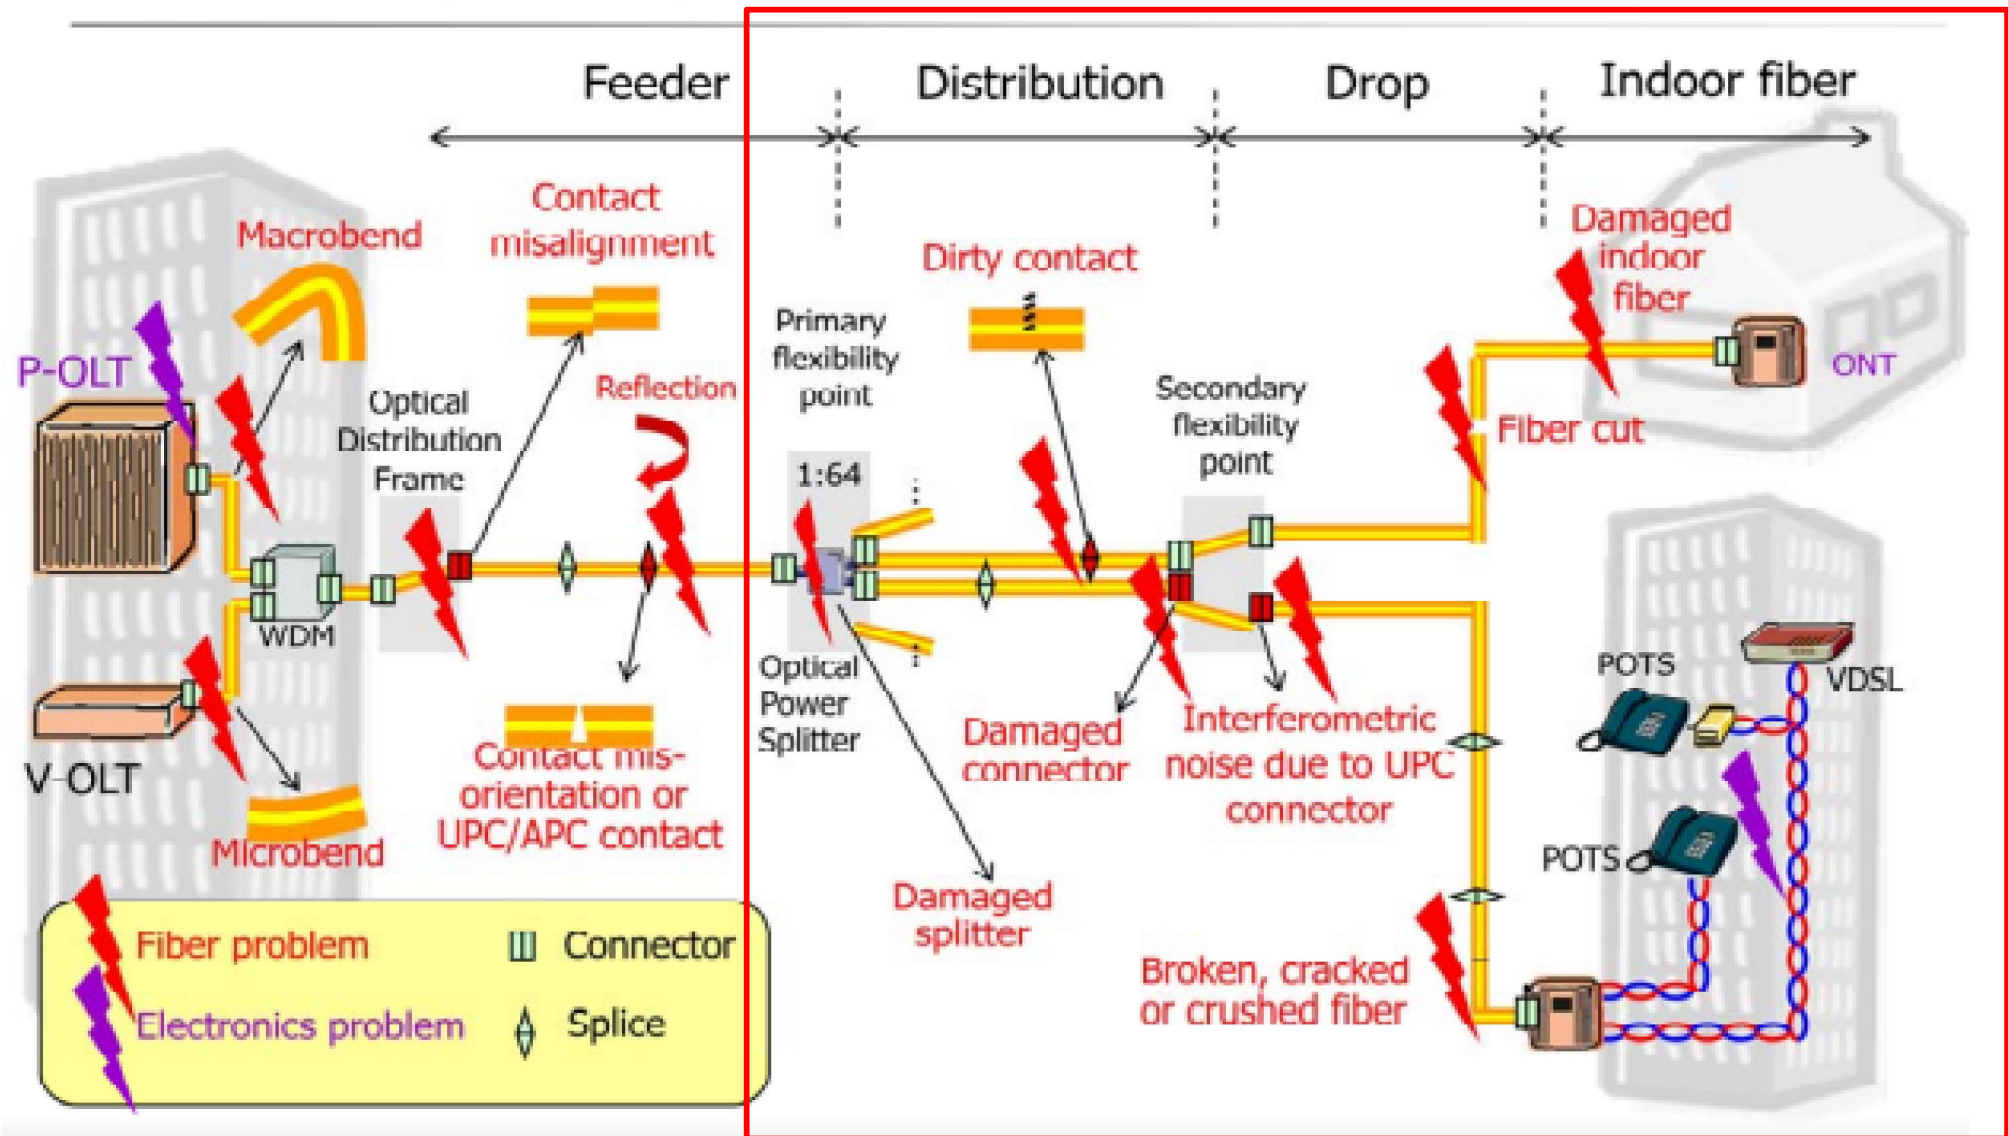 Feeder
Distribution
Drop
Indoor fiber
Contact
misalignment
Macrobend
Dirty contact
Damaged
indoor
fiber
Primary
flexibility
point
P-OLT
ONT
Reflection
Secondary
flexibility
point
Optical
Distribution
Frame
Fiber cut
1:64
WDM
POTS
VDSL
Optical
Power
Splitter
V-OLT
Damaged
connector
Interferometric
noise due to UPC
connector
Contact mis-
orientation or
UPC/APC contact
Microbend
POTS
Damaged
splitter
Fiber problem
Connector
Broken, cracked
or crushed fiber
Electronics problem
Splice